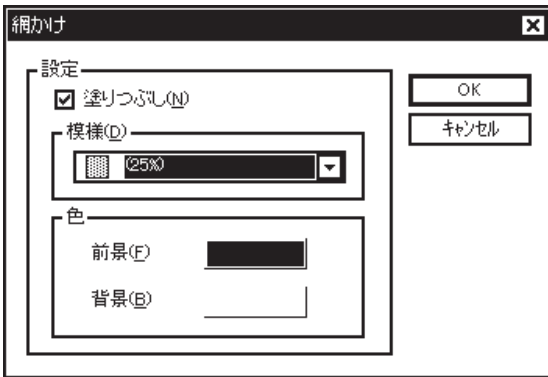 網かけ
設定
塗りつぶし(N)
模様(D)
(25%)
色
前景(F)
背景(B)
OK
キャンセル